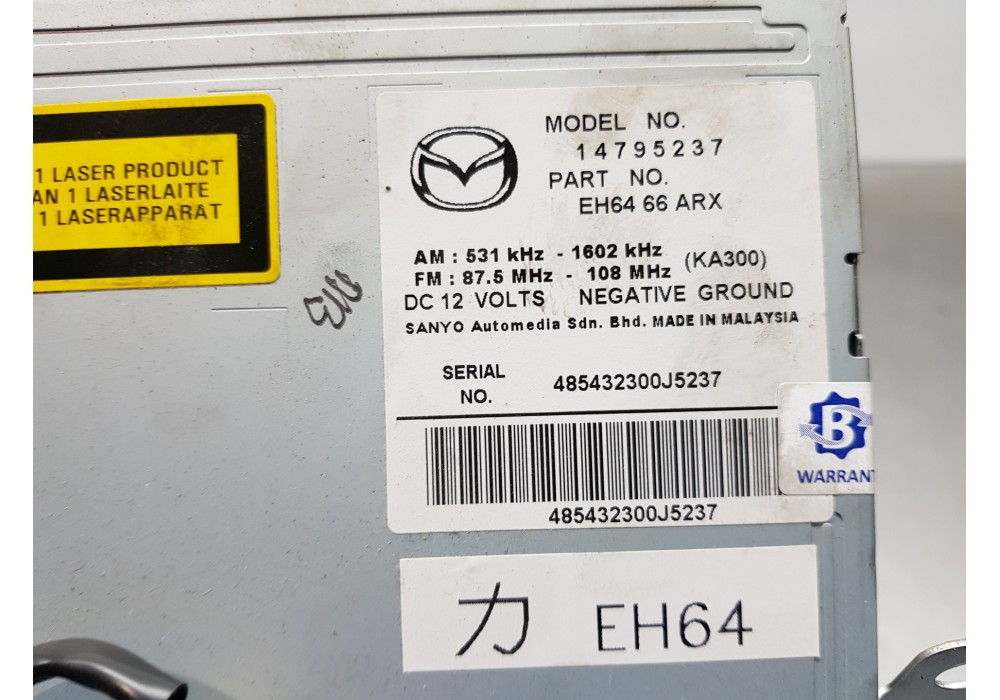 1 LASER PRODUCT
AN 1 LASERLAITE
1 LASERAPPARAT
MODEL NO.
14795237
PART NO.
EH64 66 ARX
AM : 531 kHz - 1602 kHz
FM : 87.5 MHz - 108 MHz (KA300)
DC 12 VOLTS NEGATIVE GROUND
SANYO Automedia Sdn. Bhd. MADE IN MALAYSIA
SERIAL NO. 485432300J5237
485432300J5237
B
WARRANT
カ EH64